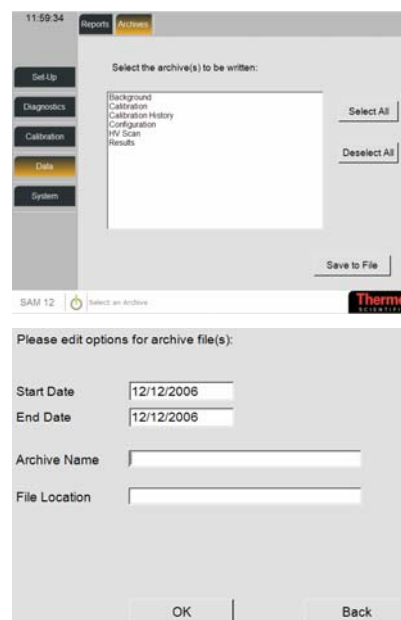 11:59:34
Reports Archives
Select the archive(s) to be written:
Set-Up
Diagnostics
Calibration
Data
System
Background
Calibration
Calibration History
Configuration
HV Scan
Results
Select All
Deselect All
Save to File
SAM 12
Select an Archive
Thermo
SCIENTIFIC
Please edit options for archive file(s):
Start Date 12/12/2006
End Date 12/12/2006
Archive Name
File Location
OK Back